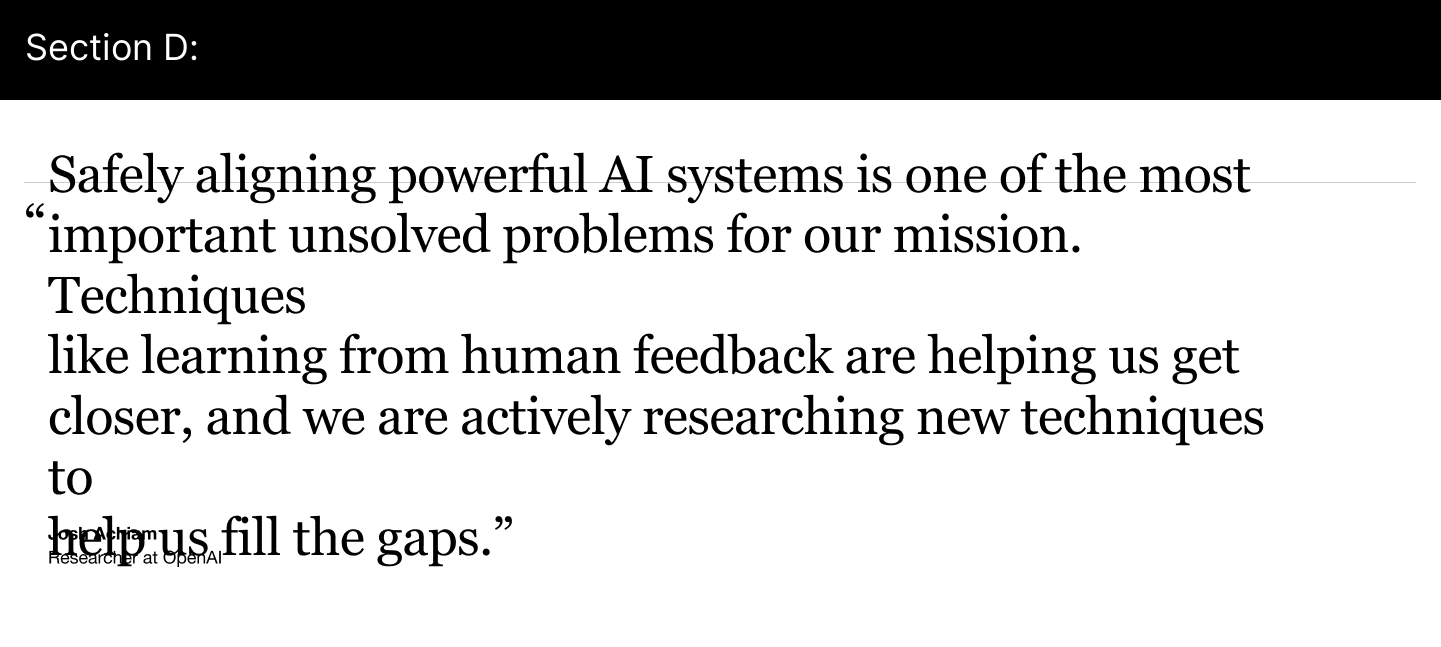 Section D:
Safely aligning powerful AI systems is one of the most
“important unsolved problems for our mission.
Techniques
like learning from human feedback are helping us get
closer, and we are actively researching new techniques
to
help us fill the gaps.”
Josh Achiam
Researcher at OpenAI